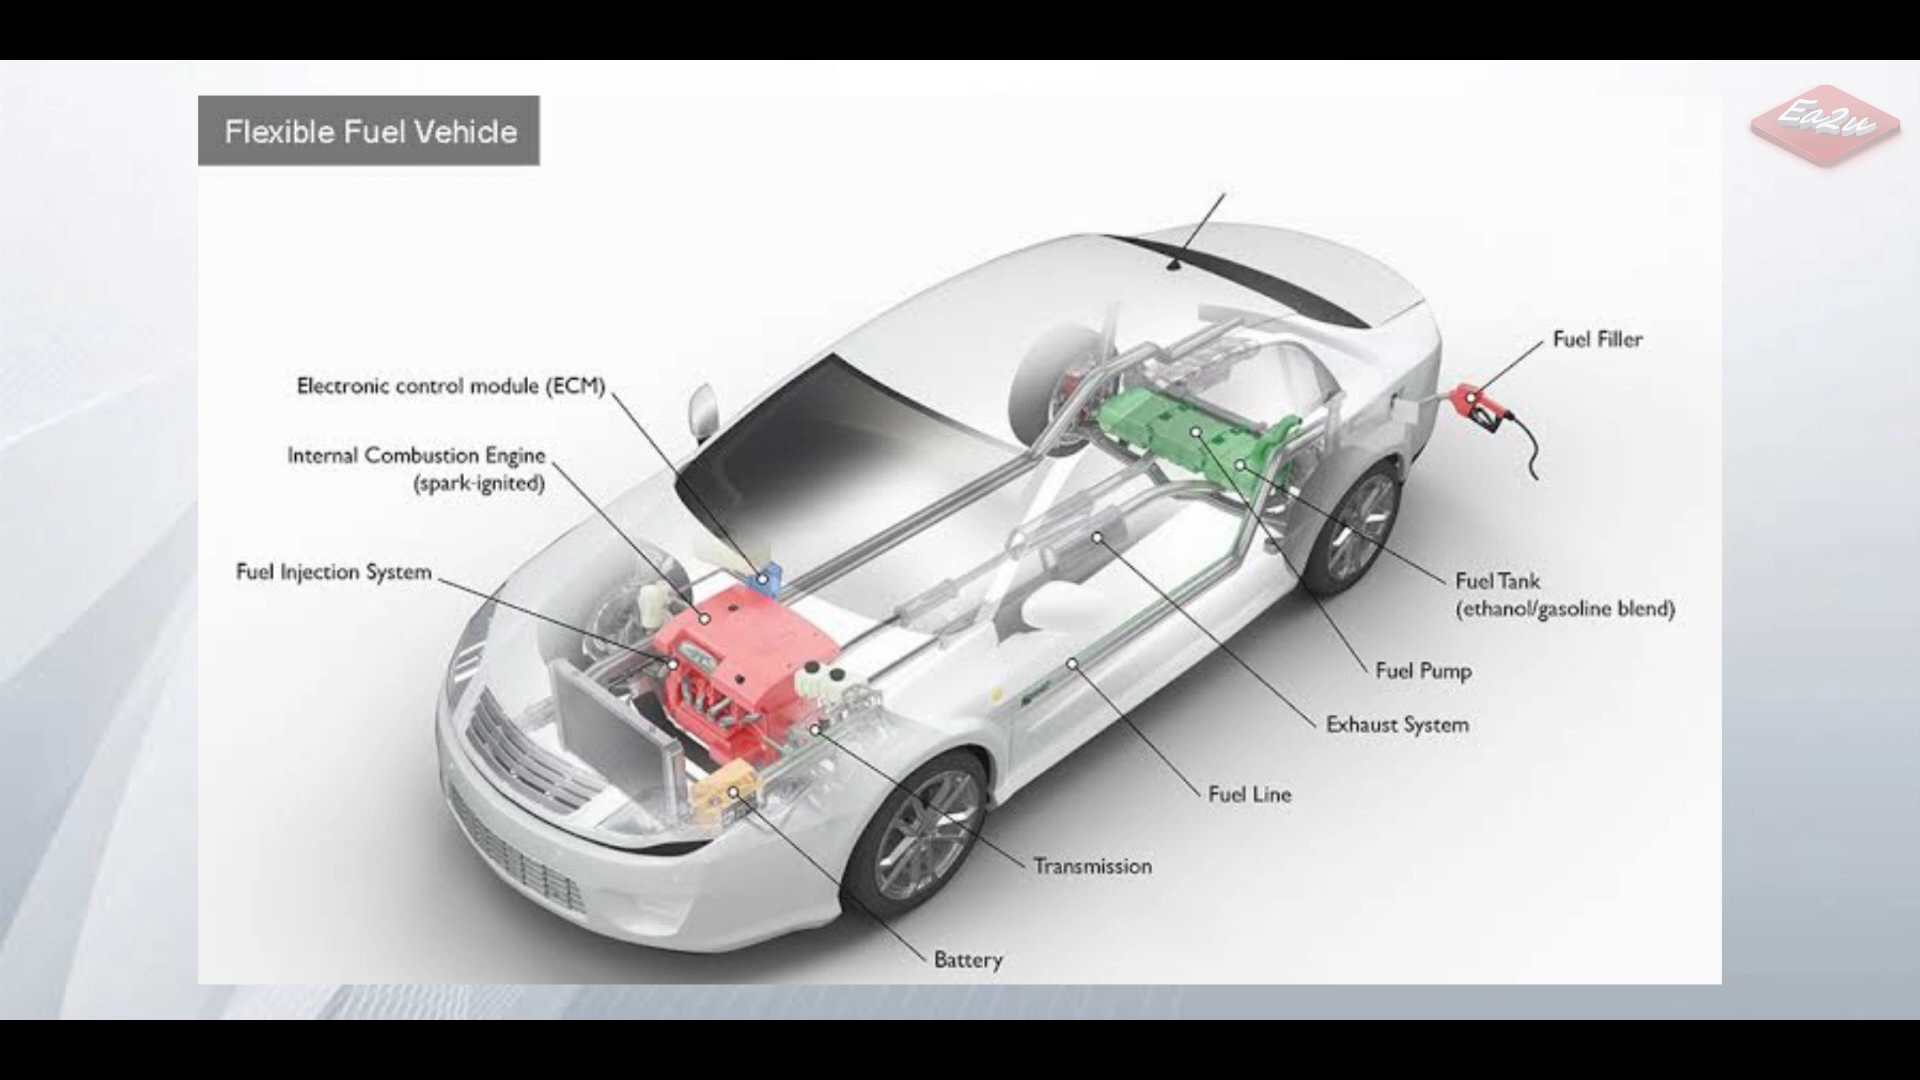 Flexible Fuel Vehicle
Ea2u
Fuel Filler
Electronic control module (ECM)
Internal Combustion Engine
(spark-ignited)
Fuel Injection System
Fuel Tank
(ethanol/gasoline blend)
Fuel Pump
Exhaust System
Fuel Line
Transmission
Battery